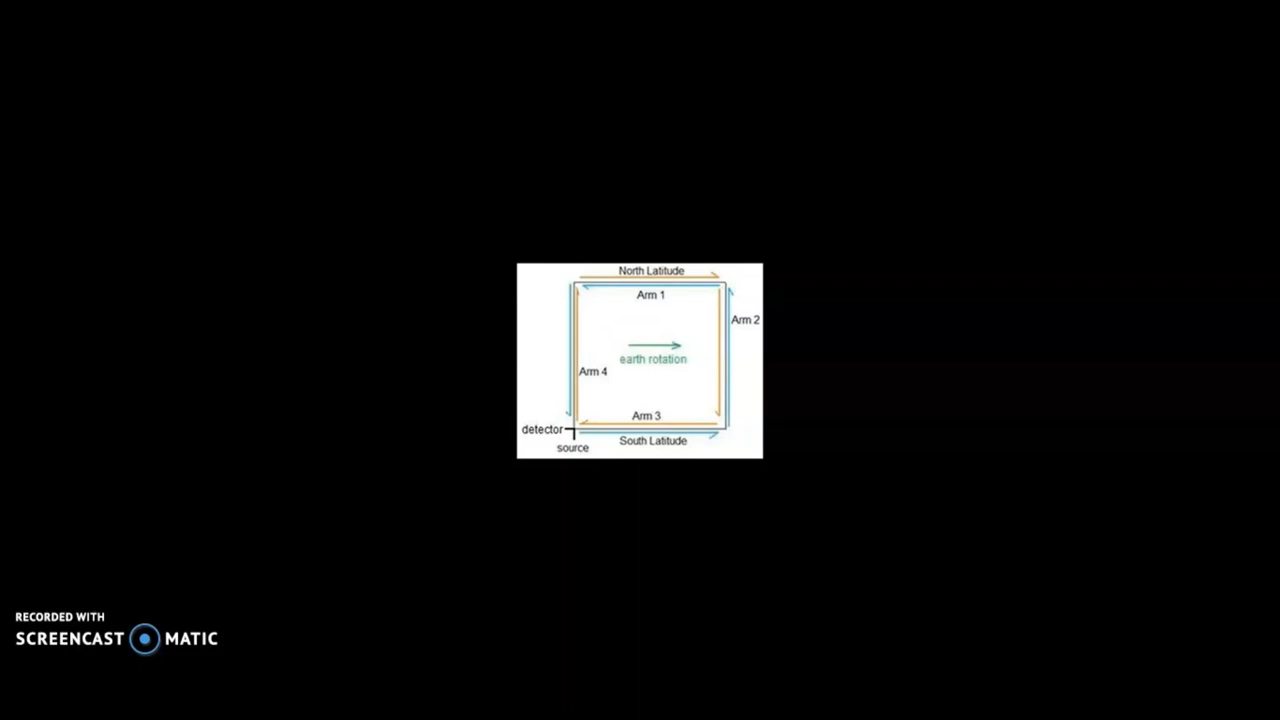 North Latitude
Arm 1
Arm 2
earth rotation
Arm 4
Arm 3
detector
South Latitude
source
RECORDED WITH
SCREENCAST MATIC